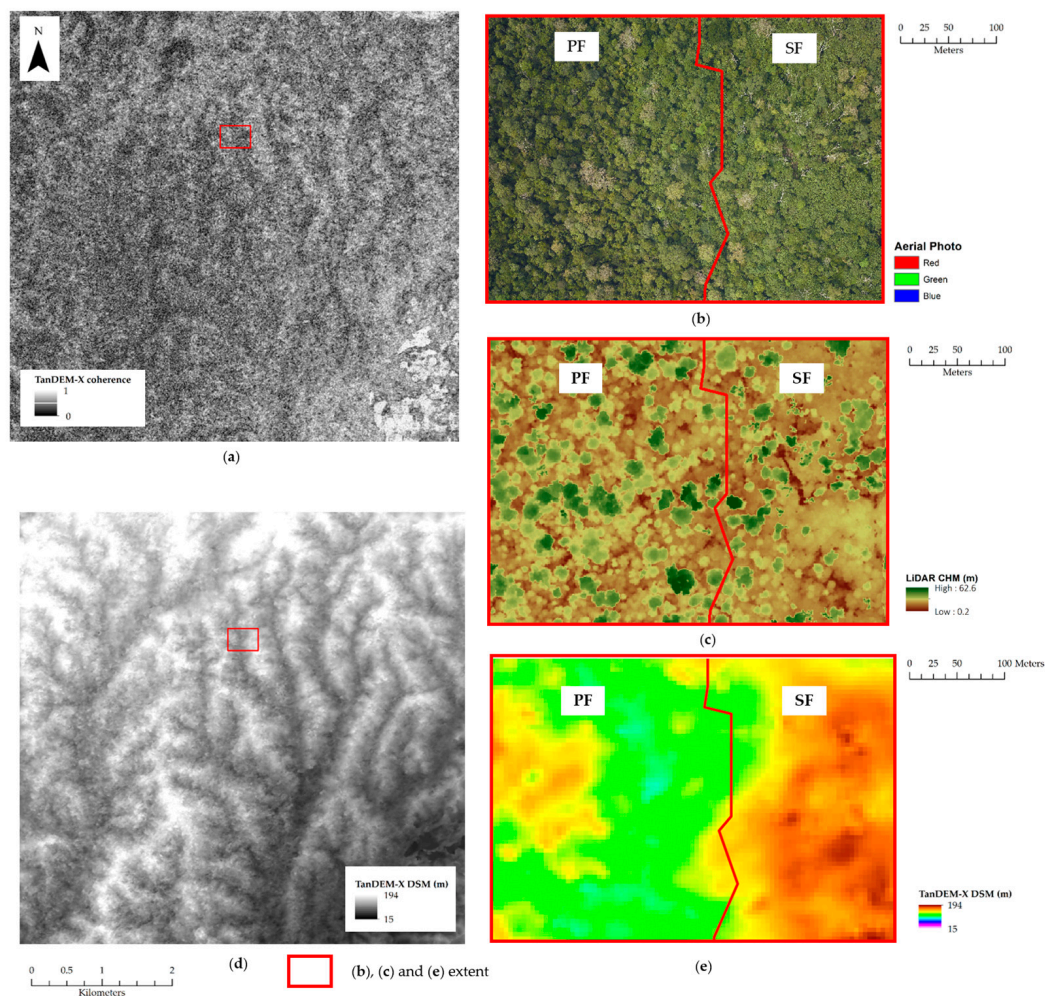 N
TanDEM-X coherence
1
0
(a)
PF
SF
0 25 50 100
Meters
Aerial Photo
Red
Green
Blue
(b)
PF
SF
0 25 50 100
Meters
LiDAR CHM (m)
High : 62.6
Low : 0.2
(c)
TanDEM-X DSM (m)
194
15
(d)
PF
SF
0 25 50 100 Meters
TanDEM-X DSM (m)
194
15
(e)
0 0.5 1 2
Kilometers
(b), (c) and (e) extent